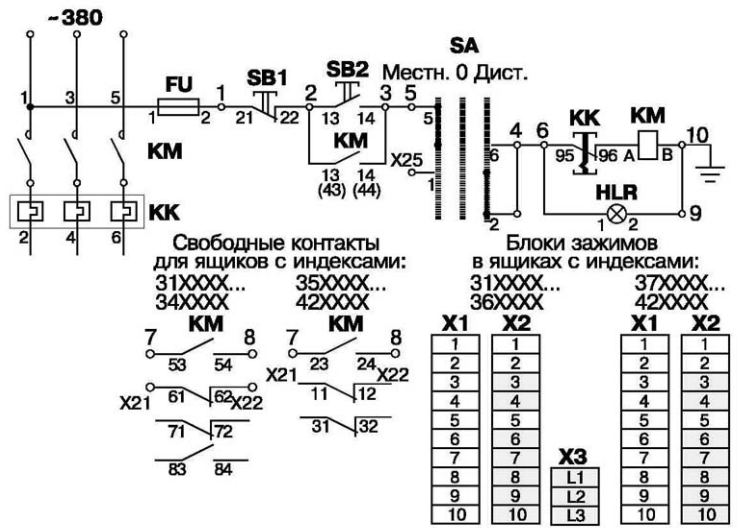 ~380
SA
Местн. 0 Дист.
FU SB1 SB2
1 3 5 1 2 1 21 22 2 13 14 3 5 5
KM KM X25 1
13 14
(43) (44)
6 2 4 6 KK KM 10
95 96 A B
HLR
1 2 9
KK
2 4 6
Свободные контакты
для ящиков с индексами:
31XXXX... 35XXXX...
34XXXX 42XXXX
KM KM
7 8 7 8
53 54 23 24
X21 61 62 X22 X21 11 12 X22
71 72 31 32
83 84
Блоки зажимов
в ящиках с индексами:
31XXXX... 37XXXX...
36XXXX 42XXXX
X1 X2 X1 X2
1 1 1 1
2 2 2 2
3 3 3 3
4 4 4 4
5 5 5 5
6 6 6 6
7 7 X3 7 7
8 8 L1 8 8
9 9 L2 9 9
10 10 L3 10 10